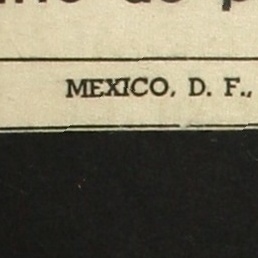 MEXICO, D. F.,